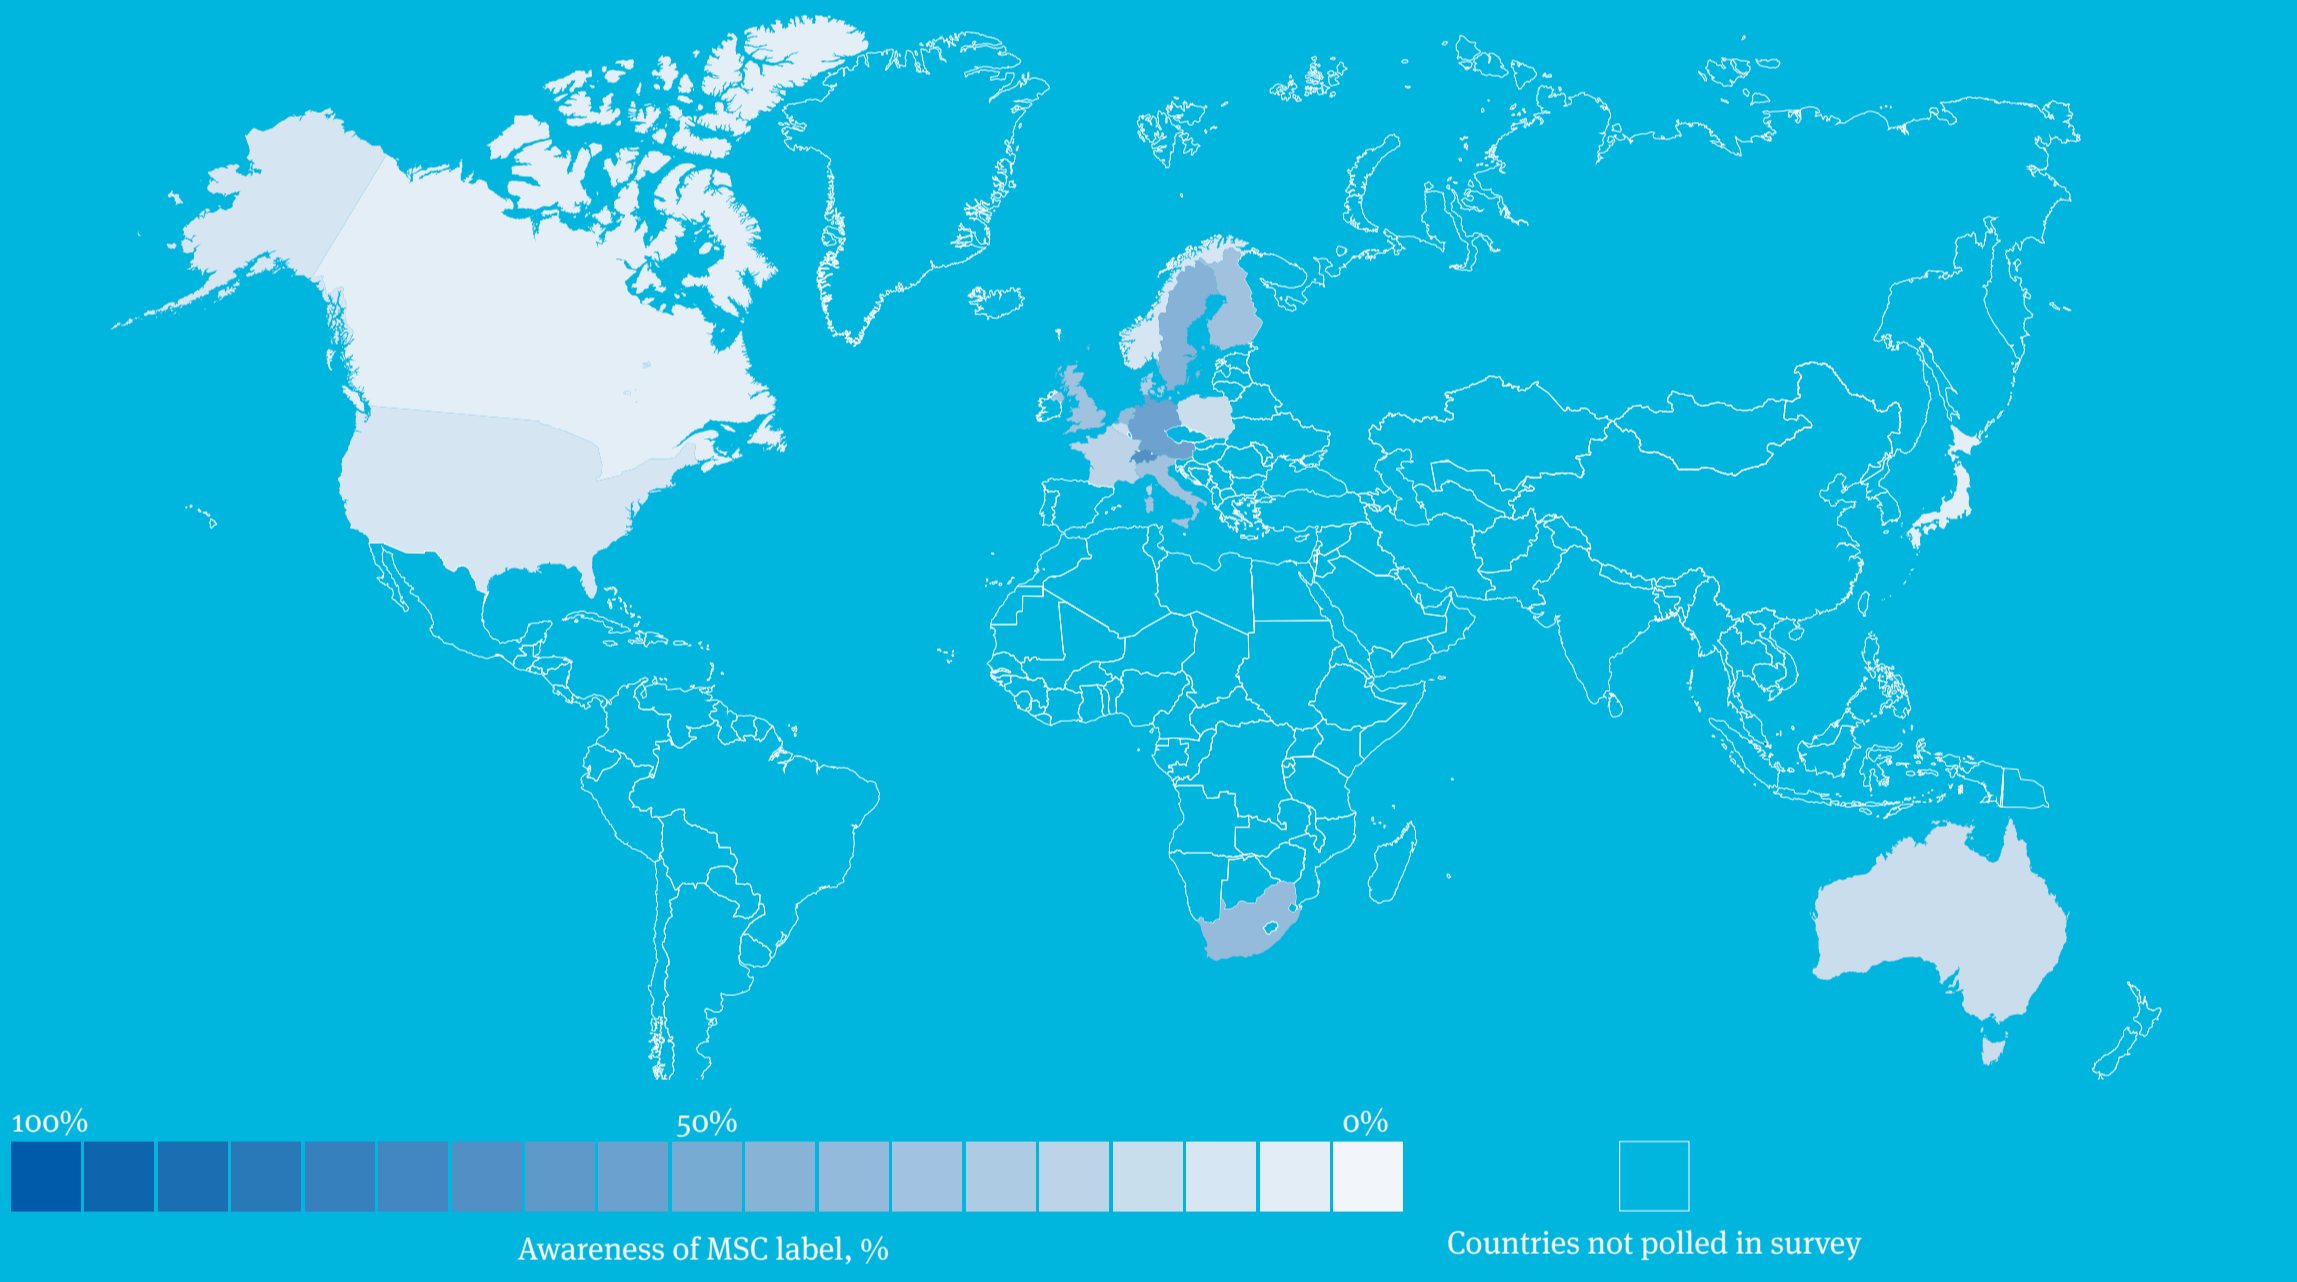 100%
50%
0%
Awareness of MSC label, %
Countries not polled in survey